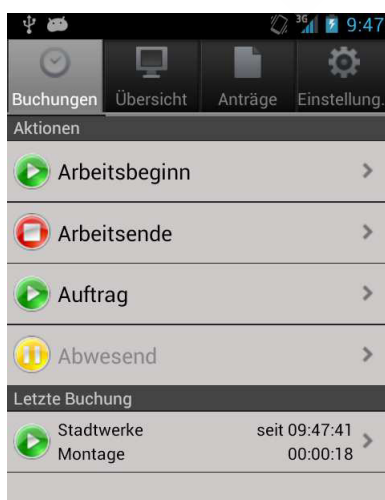 3G 9:47
Buchungen Übersicht Anträge Einstellung.
Aktionen
Arbeitsbeginn
Arbeitsende
Auftrag
Abwesend
Letzte Buchung
Stadtwerke seit 09:47:41
Montage 00:00:18